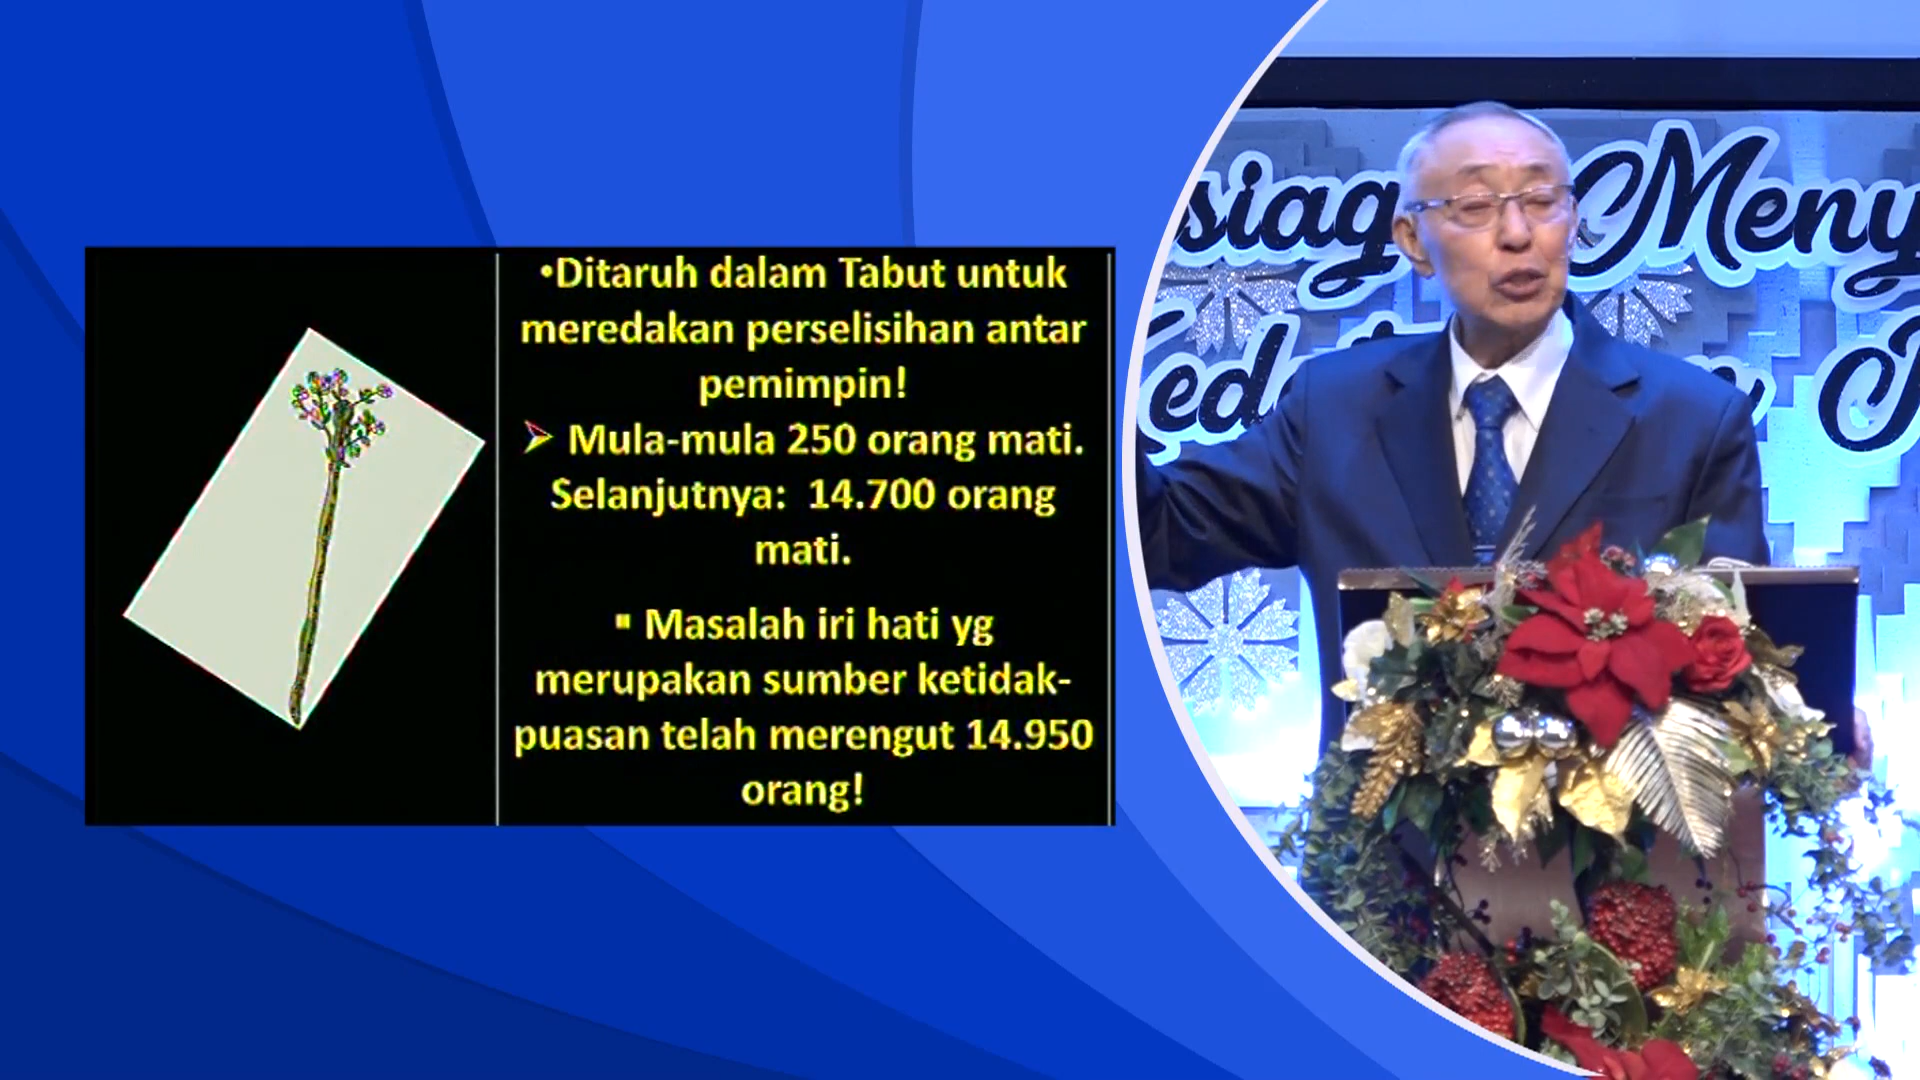 •Ditaruh dalam Tabut untuk
meredakan perselisihan antar
pemimpin!
➢ Mula-mula 250 orang mati.
Selanjutnya: 14.700 orang
mati.
▪ Masalah iri hati yg
merupakan sumber ketidak-
puasan telah merengut 14.950
orang!